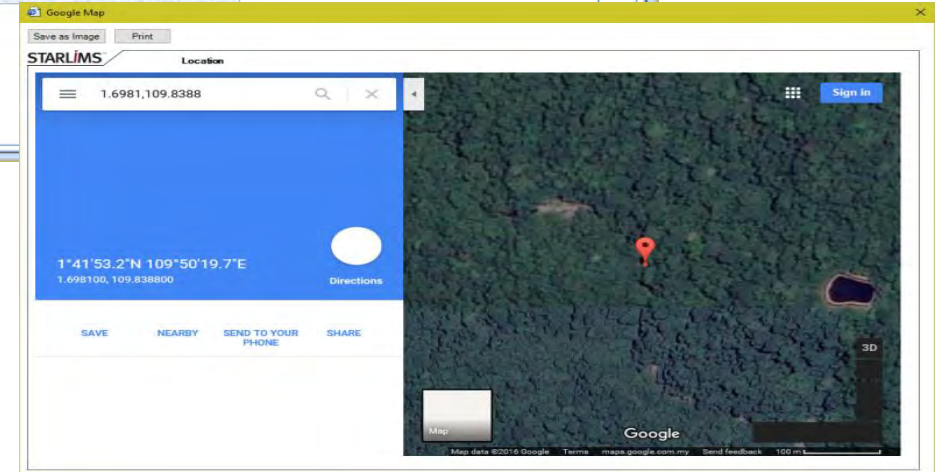 Google Map
Save as Image Print
STARLIMS
Location
1.6981,109.8388
Sign in
1°41'53.2"N 109°50'19.7"E
1.698100, 109.838800
Directions
SAVE NEARBY SEND TO YOUR PHONE SHARE
3D
Map
Google
Map data ©2016 Google Terms maps.google.com.my Send feedback 100 m